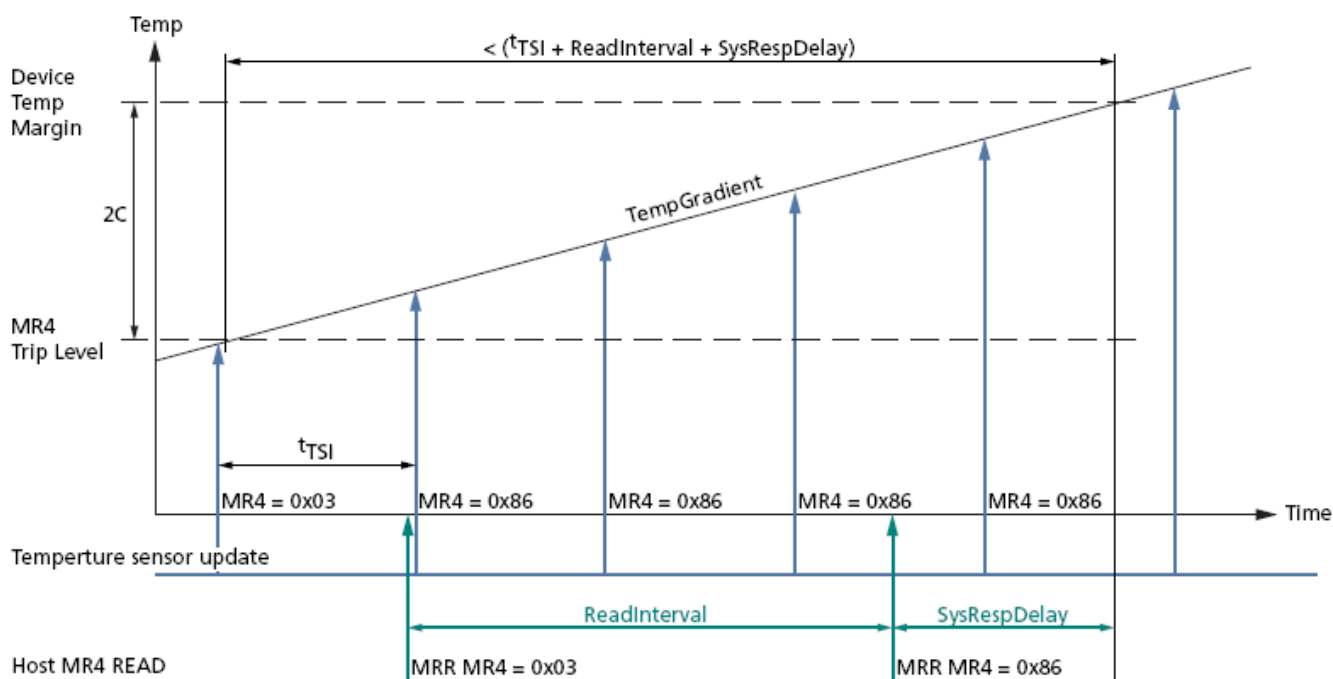 Temp
< (tTSI + ReadInterval + SysRespDelay)
Device
Temp
Margin
TempGradient
2C
MR4
Trip Level
tTSI
MR4 = 0x03
MR4 = 0x86
MR4 = 0x86
MR4 = 0x86
MR4 = 0x86
Time
Temperture sensor update
ReadInterval
SysRespDelay
Host MR4 READ
MRR MR4 = 0x03
MRR MR4 = 0x86